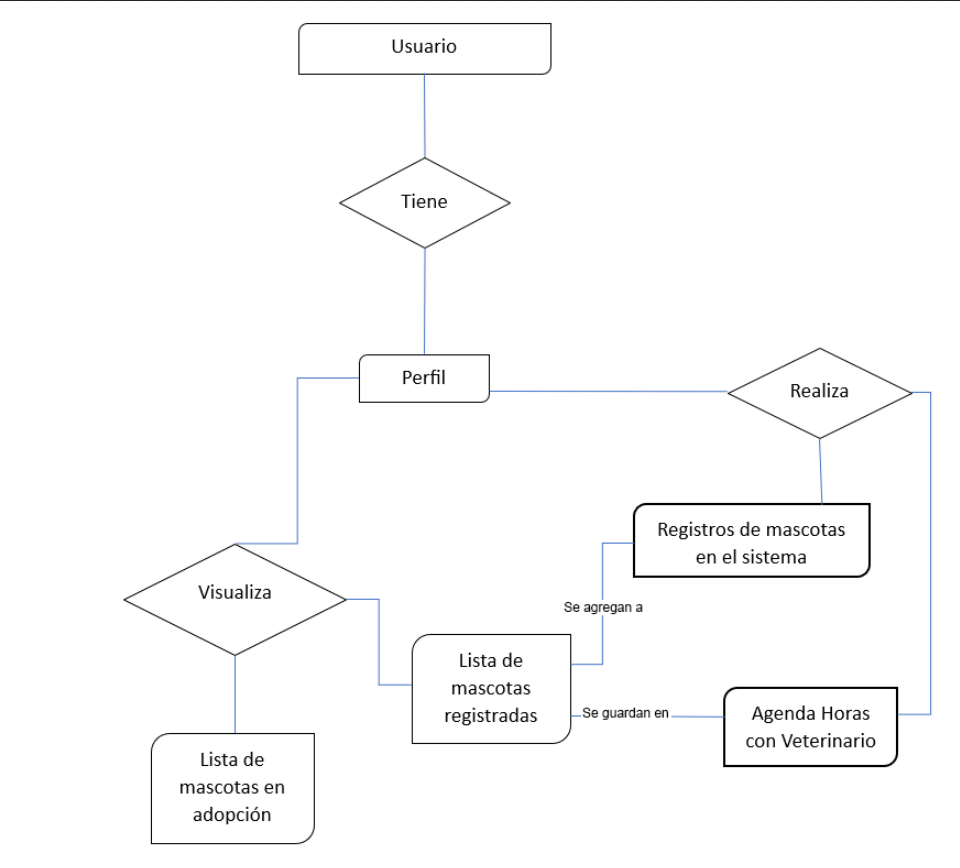 Usuario
Tiene
Perfil
Realiza
Registros de mascotas
en el sistema
Visualiza
Se agregan a
Lista de
mascotas
registradas
Se guardan en
Agenda Horas
con Veterinario
Lista de
mascotas en
adopción